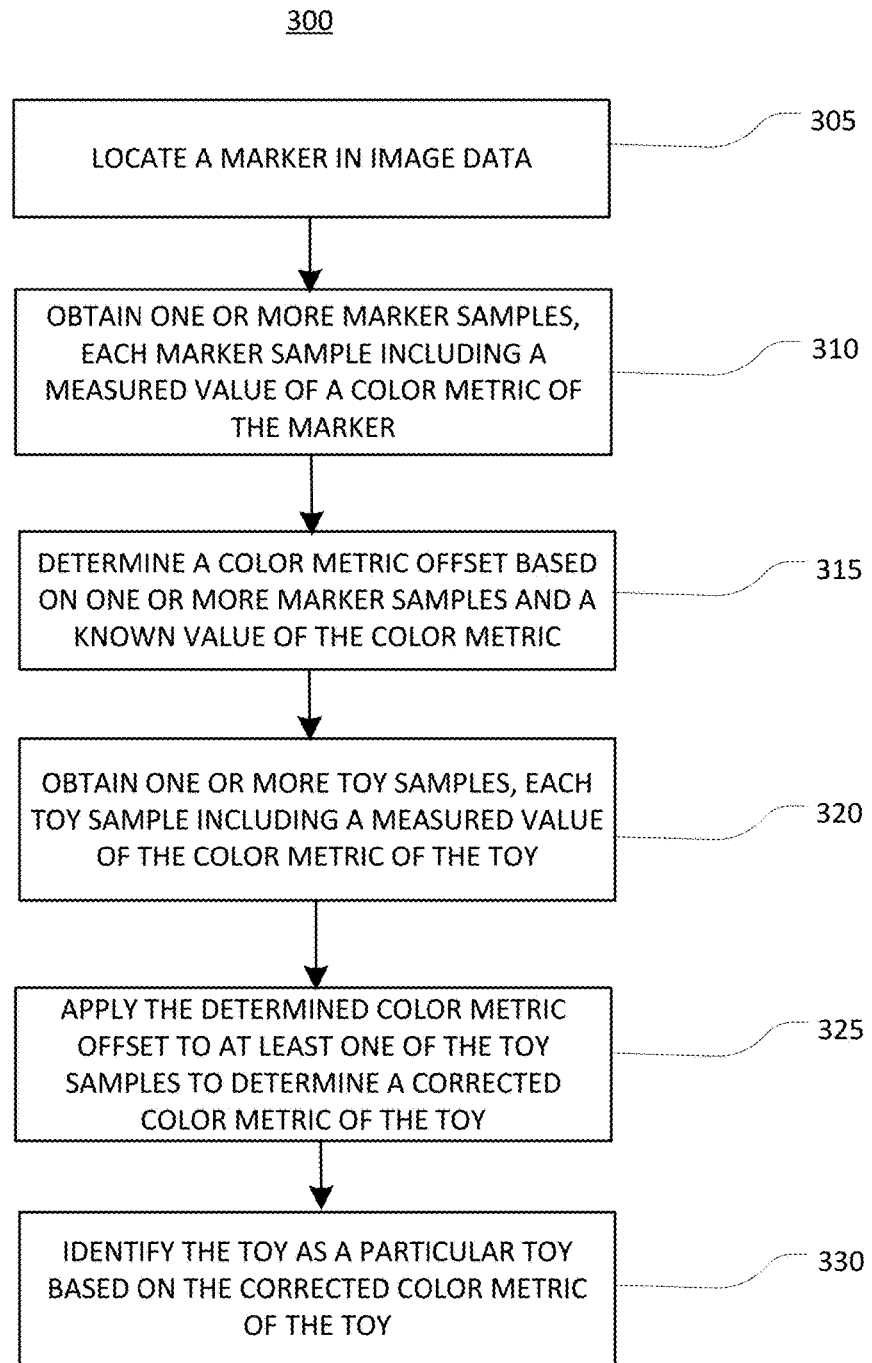 300
LOCATE A MARKER IN IMAGE DATA
305
OBTAIN ONE OR MORE MARKER SAMPLES,
EACH MARKER SAMPLE INCLUDING A
MEASURED VALUE OF A COLOR METRIC OF
THE MARKER
310
DETERMINE A COLOR METRIC OFFSET BASED
ON ONE OR MORE MARKER SAMPLES AND A
KNOWN VALUE OF THE COLOR METRIC
315
OBTAIN ONE OR MORE TOY SAMPLES, EACH
TOY SAMPLE INCLUDING A MEASURED VALUE
OF THE COLOR METRIC OF THE TOY
320
APPLY THE DETERMINED COLOR METRIC
OFFSET TO AT LEAST ONE OF THE TOY
SAMPLES TO DETERMINE A CORRECTED
COLOR METRIC OF THE TOY
325
IDENTIFY THE TOY AS A PARTICULAR TOY
BASED ON THE CORRECTED COLOR METRIC
OF THE TOY
330